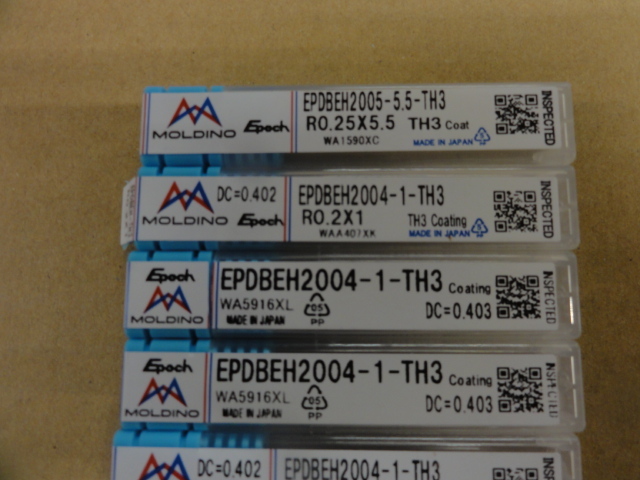 MOLDINO Epoch
EPDBEH2005-5.5-TH3
R0.25X5.5 TH3 Coat
WA1590XC MADE IN JAPAN
INSPECTED
DC=0.402
MOLDINO Epoch
EPDBEH2004-1-TH3
R0.2X1 TH3 Coating
WAA407XK MADE IN JAPAN
INSPECTED
Epoch
MOLDINO
EPDBEH2004-1-TH3 Coating
WA5916XL DC=0.403
MADE IN JAPAN
05
PP
INSPECTED
Epoch
MOLDINO
EPDBEH2004-1-TH3 Coating
WA5916XL DC=0.403
MADE IN JAPAN
05
PP
INSPECTED
DC=0.402
EPDBEH2004-1-TH3